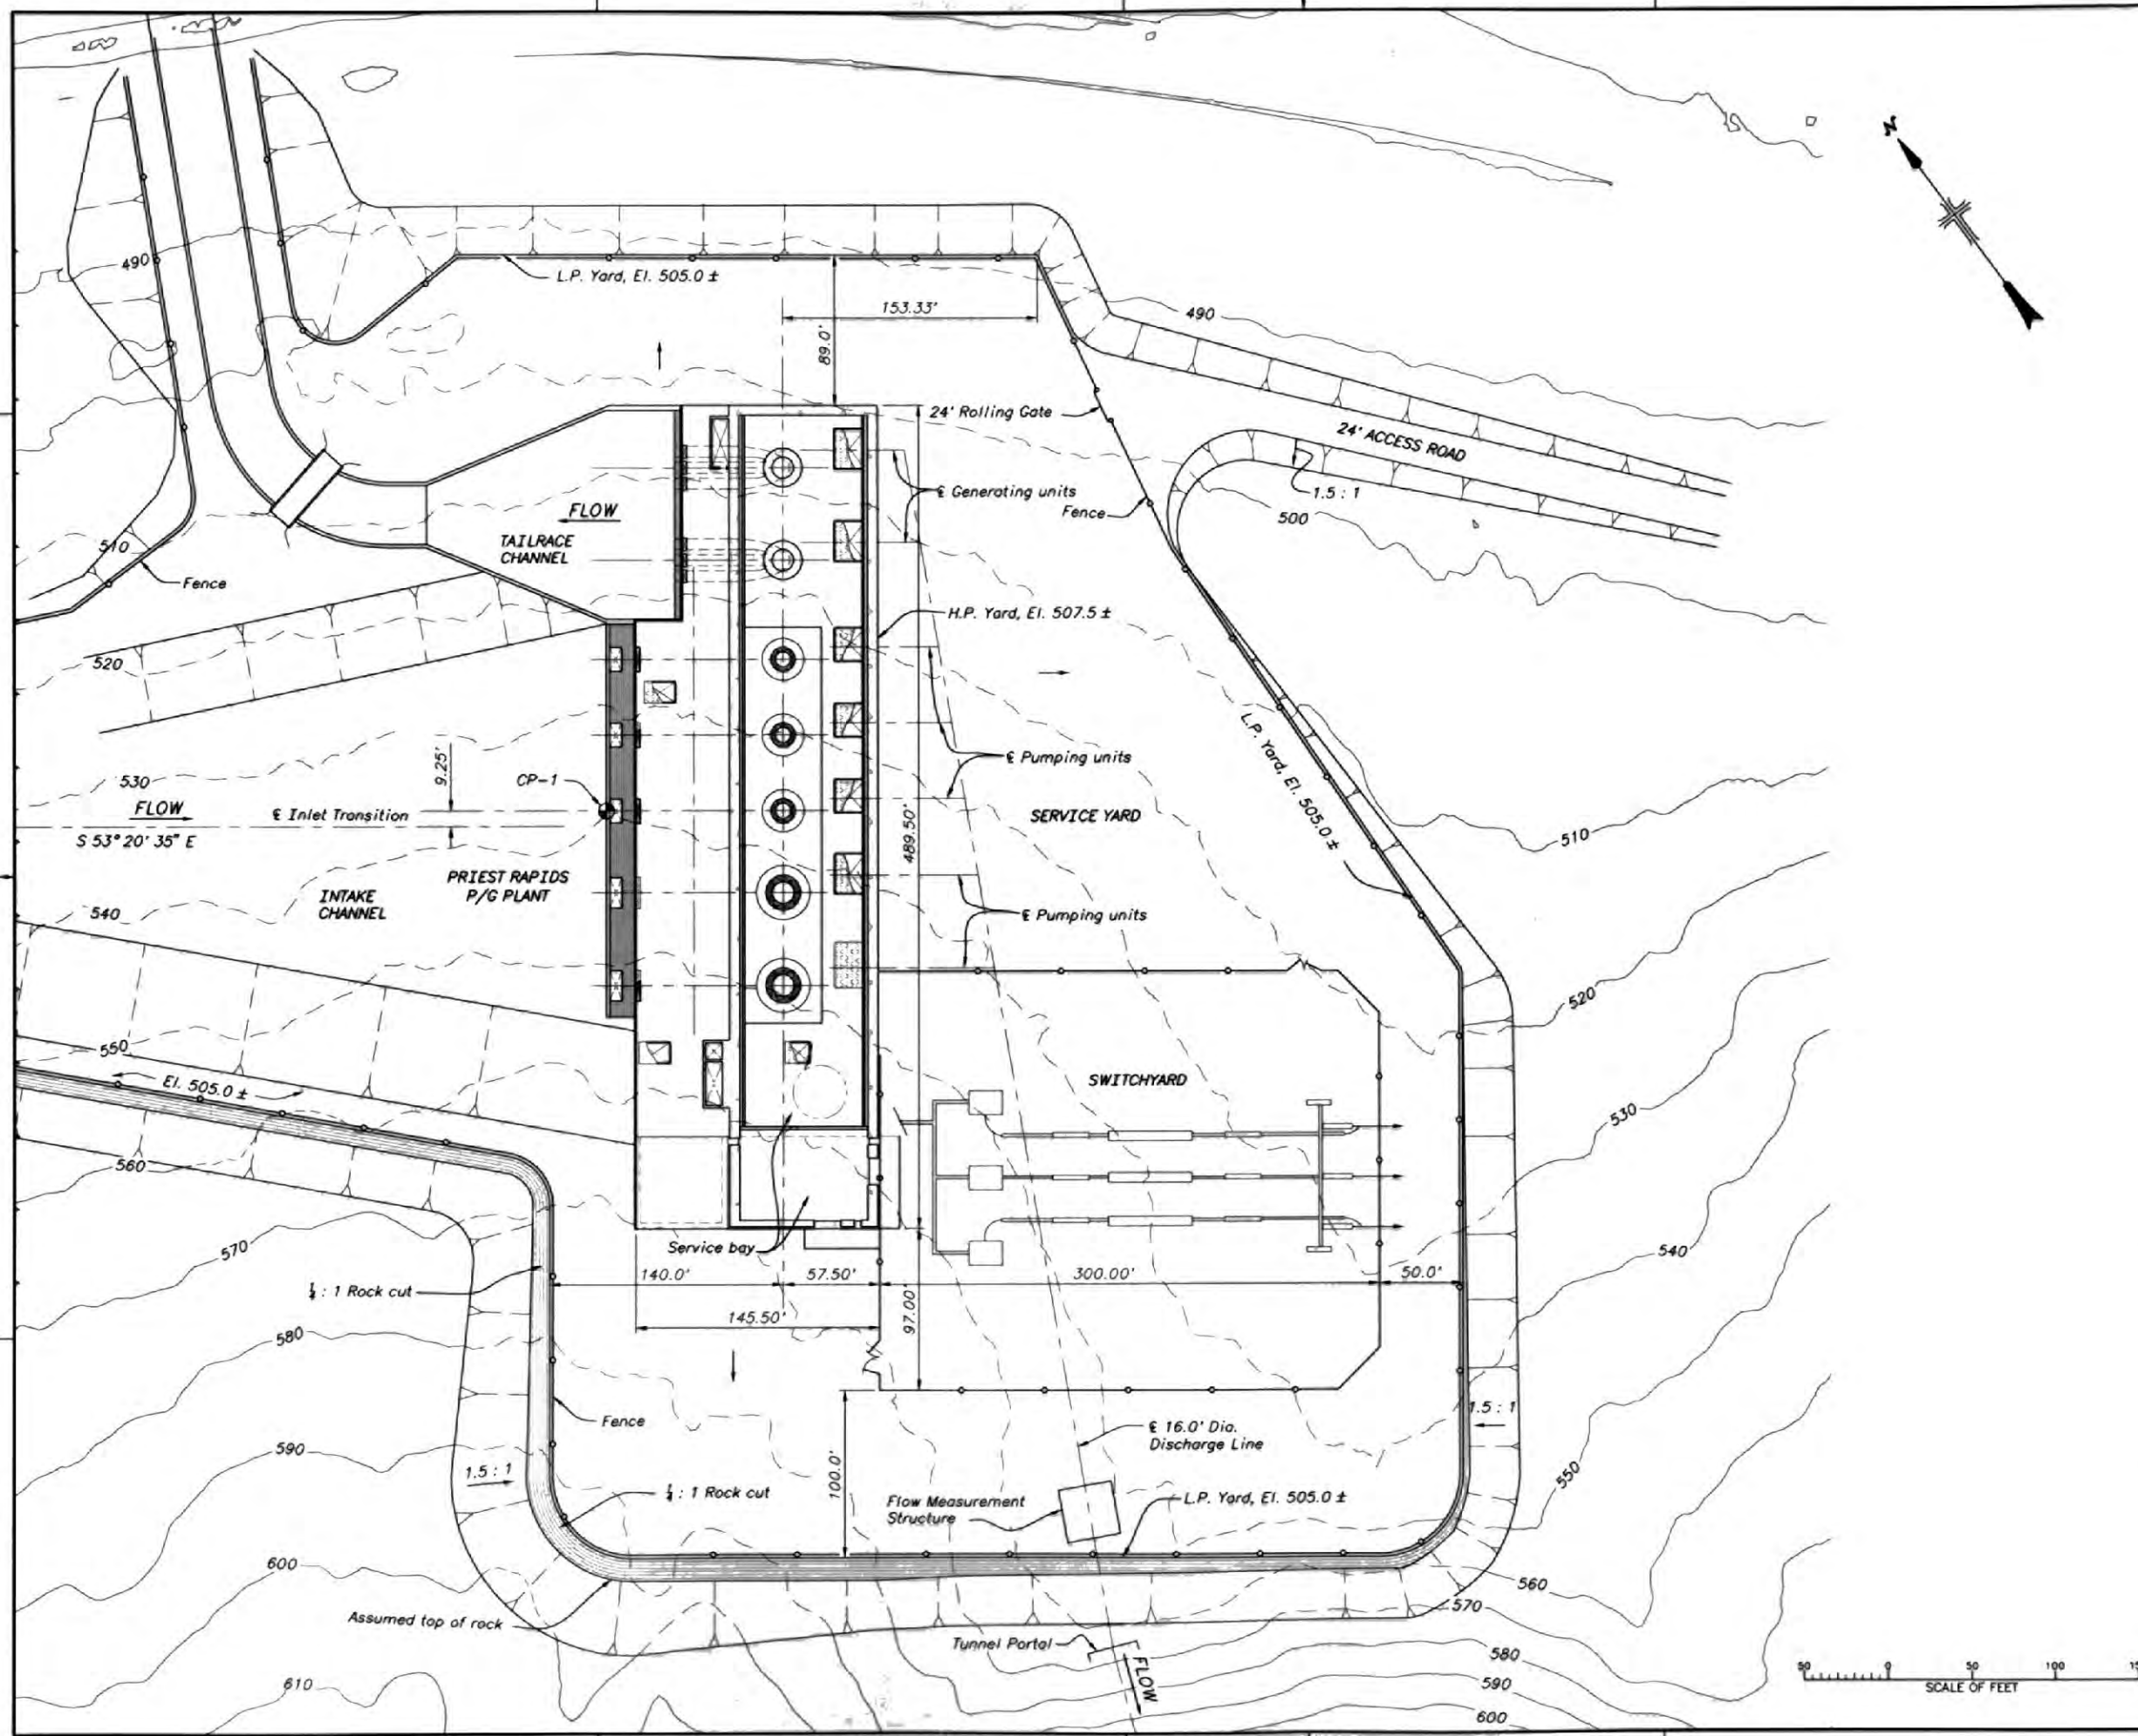 N
490
L.P. Yard, El. 505.0 ±
153.33'
89.0'
490
24' Rolling Gate
24' ACCESS ROAD
℄ Generating units
1.5 : 1
Fence
500
FLOW
TAILRACE
CHANNEL
510
Fence
H.P. Yard, El. 507.5 ±
520
L.P. Yard, El. 505.0 ±
℄ Pumping units
9.25'
530
CP-1
FLOW
℄ Inlet Transition
SERVICE YARD
489.50'
S 53° 20' 35" E
510
PRIEST RAPIDS
P/G PLANT
INTAKE
CHANNEL
540
℄ Pumping units
520
550
El. 505.0 ±
SWITCHYARD
530
560
570
Service bay
540
140.0'
57.50'
300.00'
50.0'
¼ : 1 Rock cut
145.50'
97.00'
580
Fence
1.5 : 1
℄ 16.0' Dia.
Discharge Line
590
1.5 : 1
100.0'
550
¼ : 1 Rock cut
Flow Measurement
Structure
L.P. Yard, El. 505.0 ±
600
560
570
Assumed top of rock
Tunnel Portal
580
FLOW
610
590
600
50 0 50 100
SCALE OF FEET